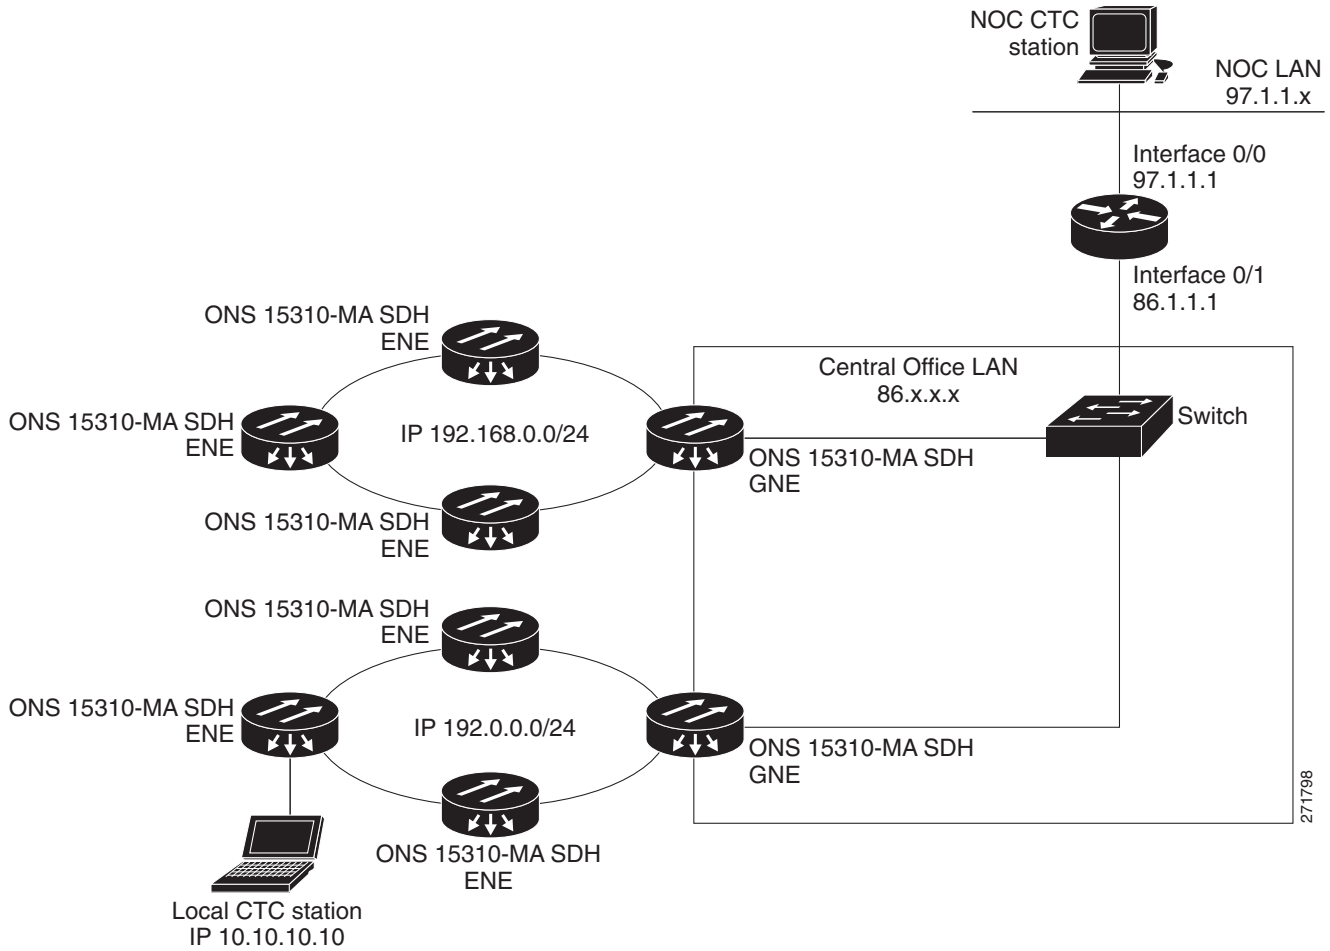 NOC CTC
station
NOC LAN
97.1.1.x
Interface 0/0
97.1.1.1
Interface 0/1
86.1.1.1
ONS 15310-MA SDH
ENE
Central Office LAN
86.x.x.x
Switch
ONS 15310-MA SDH
ENE
IP 192.168.0.0/24
ONS 15310-MA SDH
GNE
ONS 15310-MA SDH
ENE
ONS 15310-MA SDH
ENE
ONS 15310-MA SDH
ENE
IP 192.0.0.0/24
ONS 15310-MA SDH
GNE
271798
ONS 15310-MA SDH
ENE
Local CTC station
IP 10.10.10.10